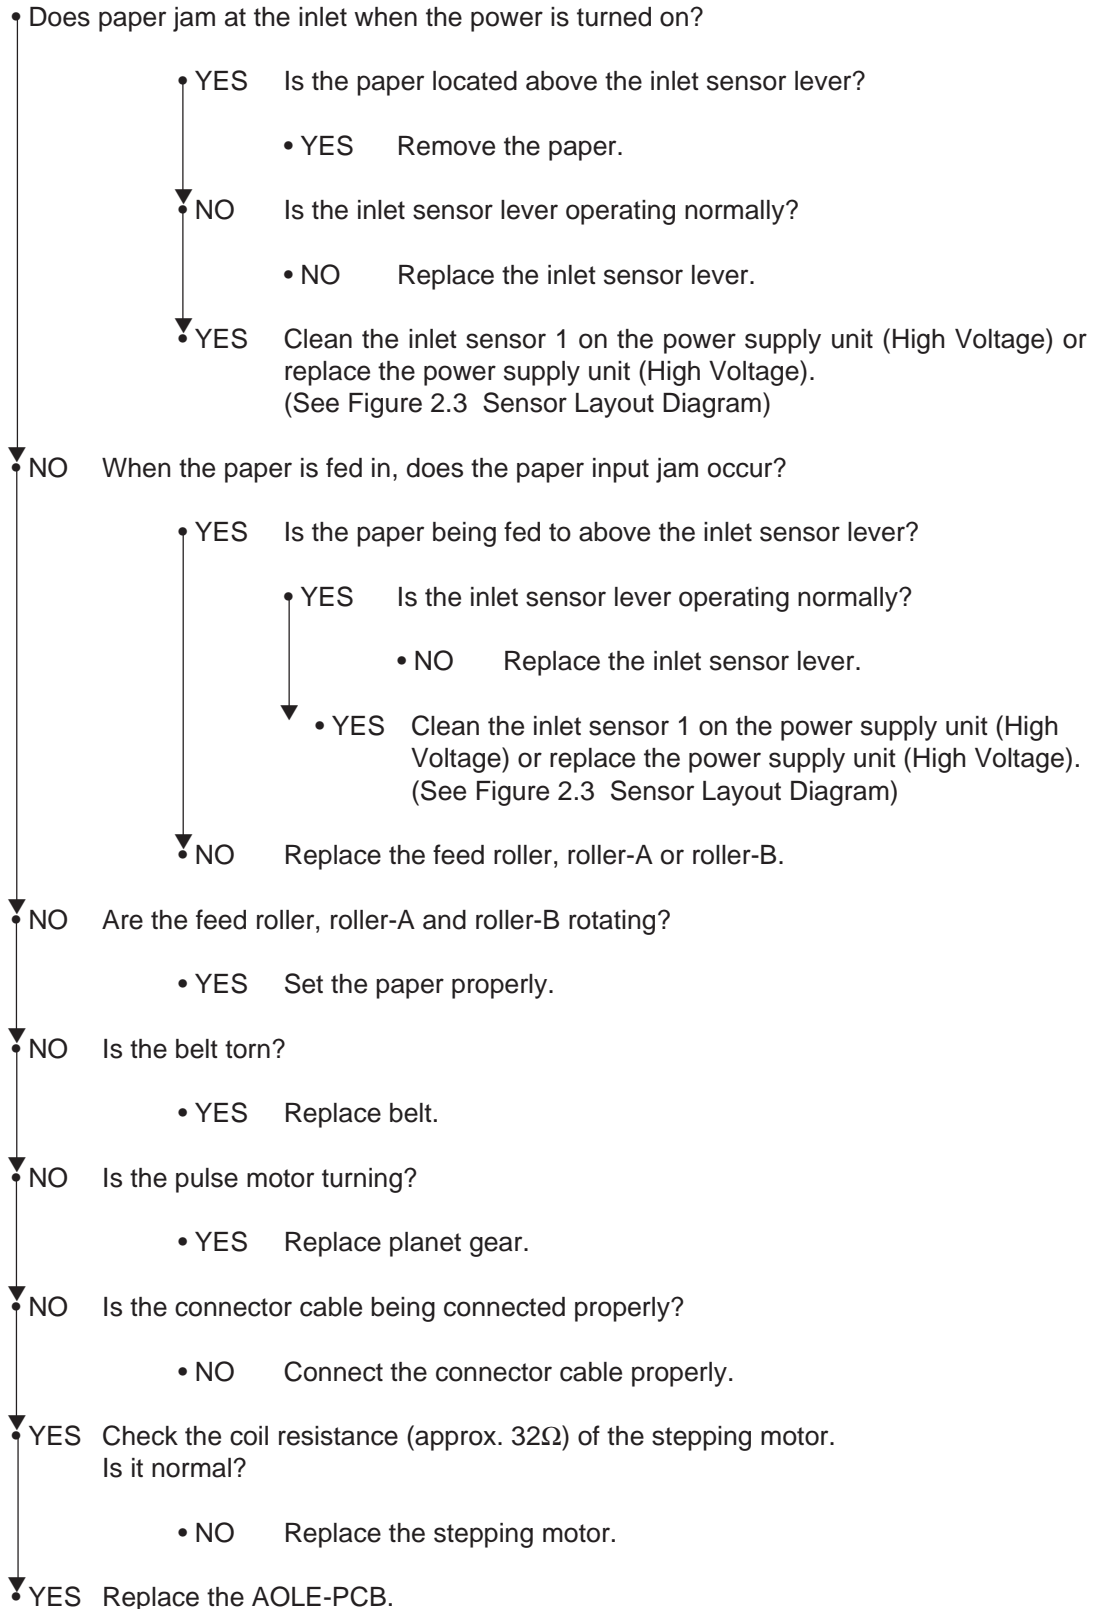 • Does paper jam at the inlet when the power is turned on?
• YES Is the paper located above the inlet sensor lever?
• YES Remove the paper.
• NO Is the inlet sensor lever operating normally?
• NO Replace the inlet sensor lever.
• YES Clean the inlet sensor 1 on the power supply unit (High Voltage) or
replace the power supply unit (High Voltage).
(See Figure 2.3 Sensor Layout Diagram)
• NO When the paper is fed in, does the paper input jam occur?
• YES Is the paper being fed to above the inlet sensor lever?
• YES Is the inlet sensor lever operating normally?
• NO Replace the inlet sensor lever.
• YES Clean the inlet sensor 1 on the power supply unit (High
Voltage) or replace the power supply unit (High Voltage).
(See Figure 2.3 Sensor Layout Diagram)
• NO Replace the feed roller, roller-A or roller-B.
• NO Are the feed roller, roller-A and roller-B rotating?
• YES Set the paper properly.
• NO Is the belt torn?
• YES Replace belt.
• NO Is the pulse motor turning?
• YES Replace planet gear.
• NO Is the connector cable being connected properly?
• NO Connect the connector cable properly.
• YES Check the coil resistance (approx. 32Ω) of the stepping motor.
Is it normal?
• NO Replace the stepping motor.
• YES Replace the AOLE-PCB.